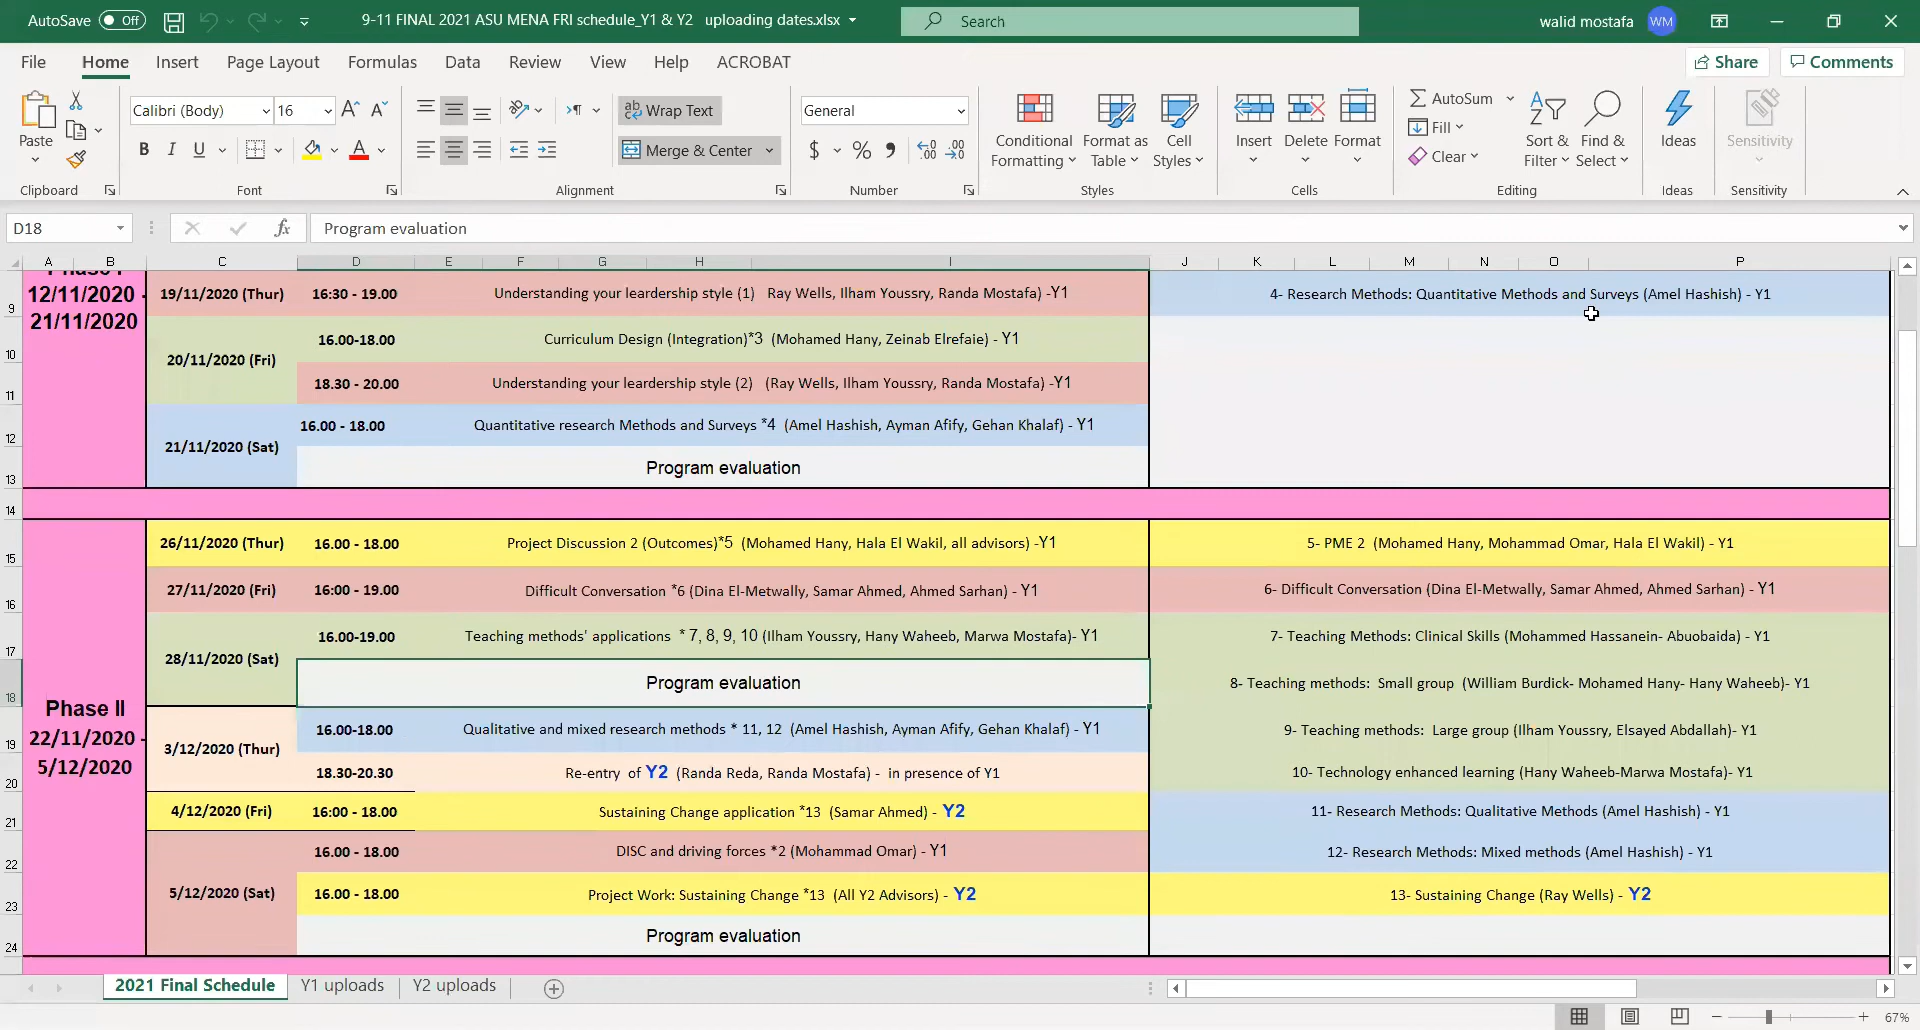 AutoSave Off 9-11 FINAL 2021 ASU MENA FRI schedule_Y1 & Y2 uploading dates.xlsx Search walid mostafa WM
File Home Insert Page Layout Formulas Data Review View Help ACROBAT Share Comments
Calibri (Body) 16 ab Wrap Text General AutoSum
Paste Conditional Format as Cell Insert Delete Format Fill Sort & Find & Ideas Sensitivity
B I U A Merge & Center $ % Formatting Table Styles Clear Filter Select
Clipboard Font Alignment Number Styles Cells Editing Ideas Sensitivity
D18 fx Program evaluation
A B C D E F G H I J K L M N O P
Phase I
9 12/11/2020 - 19/11/2020 (Thur) 16:30 - 19.00 Understanding your leardership style (1) Ray Wells, Ilham Youssry, Randa Mostafa) -Y1 4- Research Methods: Quantitative Methods and Surveys (Amel Hashish) - Y1
21/11/2020
10 20/11/2020 (Fri) 16.00-18.00 Curriculum Design (Integration)*3 (Mohamed Hany, Zeinab Elrefaie) - Y1
11 18.30 - 20.00 Understanding your leardership style (2) (Ray Wells, Ilham Youssry, Randa Mostafa) -Y1
12 21/11/2020 (Sat) 16.00 - 18.00 Quantitative research Methods and Surveys *4 (Amel Hashish, Ayman Afify, Gehan Khalaf) - Y1
13 Program evaluation
14
15 26/11/2020 (Thur) 16.00 - 18.00 Project Discussion 2 (Outcomes)*5 (Mohamed Hany, Hala El Wakil, all advisors) -Y1 5- PME 2 (Mohamed Hany, Mohammad Omar, Hala El Wakil) - Y1
16 27/11/2020 (Fri) 16:00 - 19.00 Difficult Conversation *6 (Dina El-Metwally, Samar Ahmed, Ahmed Sarhan) - Y1 6- Difficult Conversation (Dina El-Metwally, Samar Ahmed, Ahmed Sarhan) - Y1
17 28/11/2020 (Sat) 16.00-19.00 Teaching methods' applications * 7, 8, 9, 10 (Ilham Youssry, Hany Waheeb, Marwa Mostafa)- Y1 7- Teaching Methods: Clinical Skills (Mohammed Hassanein- Abuobaida) - Y1
18 Program evaluation 8- Teaching methods: Small group (William Burdick- Mohamed Hany- Hany Waheeb)- Y1
Phase II
22/11/2020 -
5/12/2020
19 3/12/2020 (Thur) 16.00-18.00 Qualitative and mixed research methods * 11, 12 (Amel Hashish, Ayman Afify, Gehan Khalaf) - Y1 9- Teaching methods: Large group (Ilham Youssry, Elsayed Abdallah)- Y1
20 18.30-20.30 Re-entry of Y2 (Randa Reda, Randa Mostafa) - in presence of Y1 10- Technology enhanced learning (Hany Waheeb-Marwa Mostafa)- Y1
21 4/12/2020 (Fri) 16:00 - 18.00 Sustaining Change application *13 (Samar Ahmed) - Y2 11- Research Methods: Qualitative Methods (Amel Hashish) - Y1
22 5/12/2020 (Sat) 16.00 - 18.00 DISC and driving forces *2 (Mohammad Omar) - Y1 12- Research Methods: Mixed methods (Amel Hashish) - Y1
23 16.00 - 18.00 Project Work: Sustaining Change *13 (All Y2 Advisors) - Y2 13- Sustaining Change (Ray Wells) - Y2
24 Program evaluation
2021 Final Schedule Y1 uploads Y2 uploads
67%